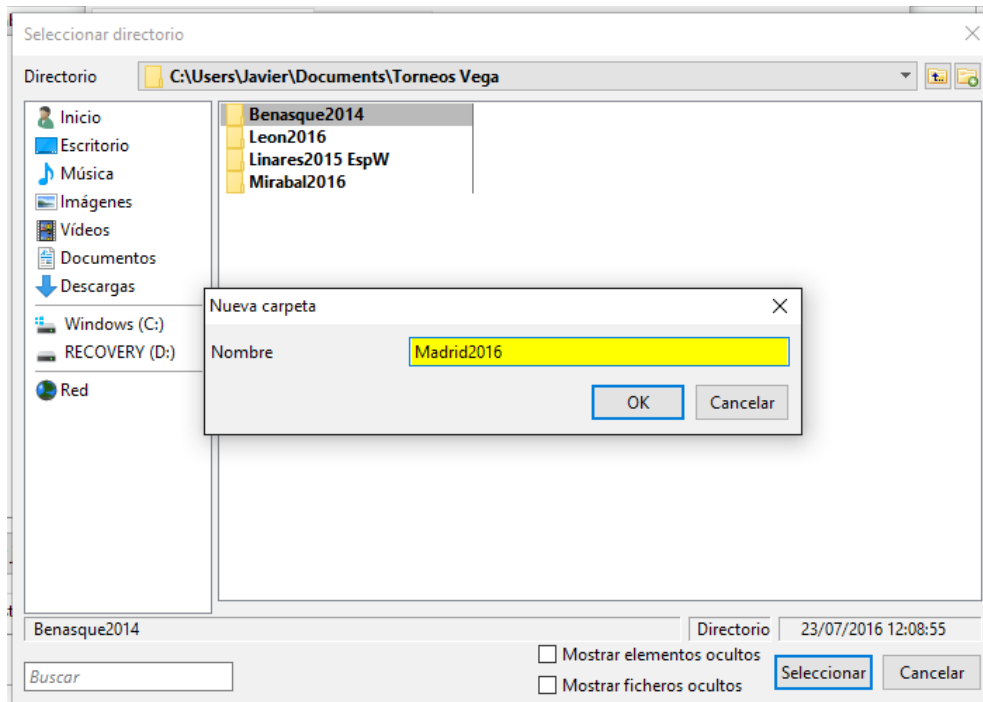 Seleccionar directorio
Directorio C:\Users\Javier\Documents\Torneos Vega
Inicio
Escritorio
Música
Imágenes
Vídeos
Documentos
Descargas
Windows (C:)
RECOVERY (D:)
Red
Benasque2014
Leon2016
Linares2015 EspW
Mirabal2016
Nueva carpeta
Nombre Madrid2016
OK Cancelar
Benasque2014 Directorio 23/07/2016 12:08:55
Buscar
Mostrar elementos ocultos
Mostrar ficheros ocultos
Seleccionar Cancelar